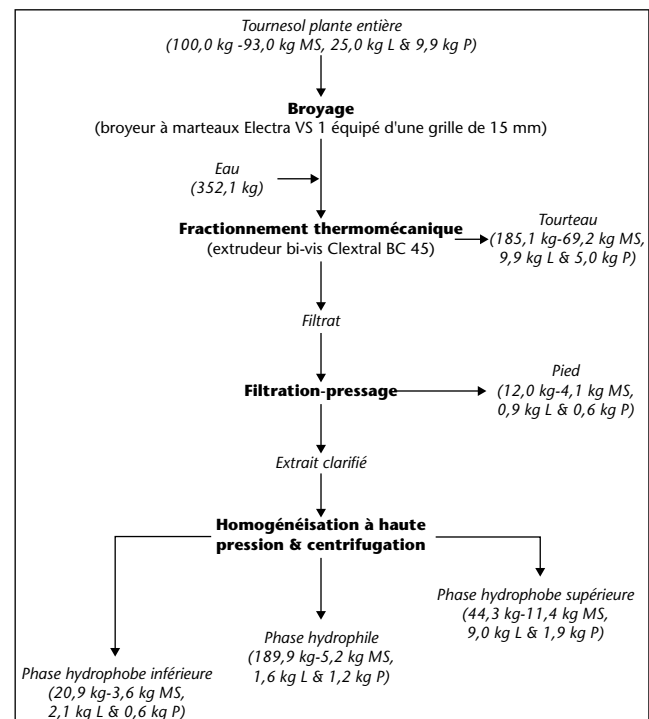 Tournesol plante entière
(100,0 kg -93,0 kg MS, 25,0 kg L & 9,9 kg P)
Broyage
(broyeur à marteaux Electra VS 1 équipé d'une grille de 15 mm)
Eau
(352,1 kg)
Fractionnement thermomécanique
(extrudeur bi-vis Clextral BC 45)
Tourteau
(185,1 kg-69,2 kg MS,
9,9 kg L & 5,0 kg P)
Filtrat
Filtration-pressage
Pied
(12,0 kg-4,1 kg MS,
0,9 kg L & 0,6 kg P)
Extrait clarifié
Homogénéisation à haute
pression & centrifugation
Phase hydrophobe supérieure
(44,3 kg-11,4 kg MS,
9,0 kg L & 1,9 kg P)
Phase hydrophile
(189,9 kg-5,2 kg MS,
1,6 kg L & 1,2 kg P)
Phase hydrophobe inférieure
(20,9 kg-3,6 kg MS,
2,1 kg L & 0,6 kg P)